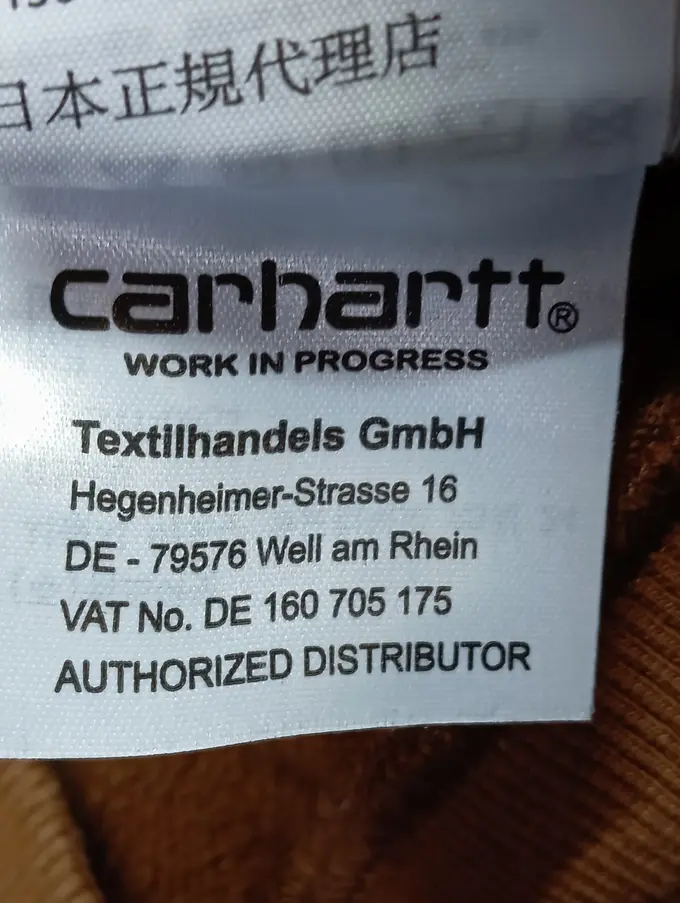 日本正規代理店
carhartt®
WORK IN PROGRESS
Textilhandels GmbH
Hegenheimer-Strasse 16
DE - 79576 Well am Rhein
VAT No. DE 160 705 175
AUTHORIZED DISTRIBUTOR